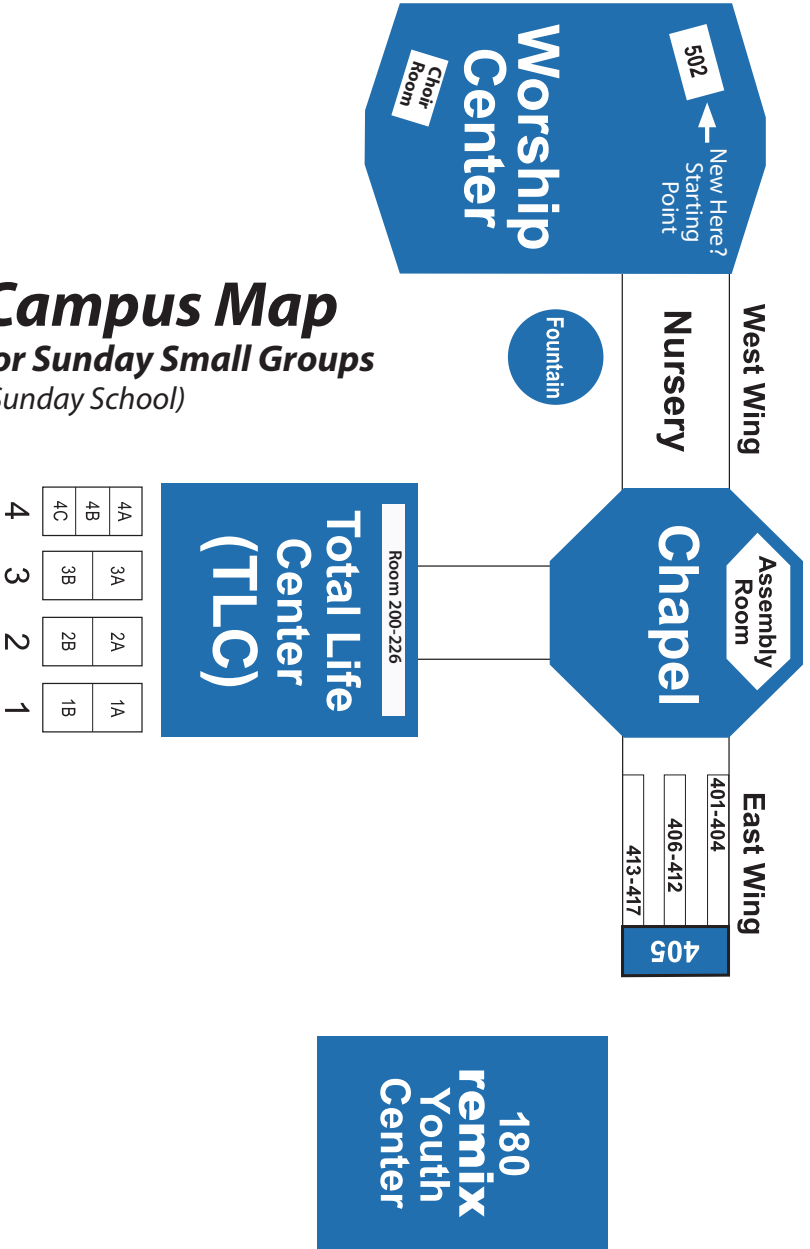 502
New Here?
Starting
Point
Worship
Center
Choir
Room
Campus Map
or Sunday Small Groups
Sunday School)
Fountain
Nursery
West Wing
Assembly
Room
Chapel
East Wing
401-404
406-412
413-417
405
Room 200-226
Total Life
Center
(TLC)
4A
4B
4C
4
3A
3B
3
2A
2B
2
1A
1B
1
180
remix
Youth
Center